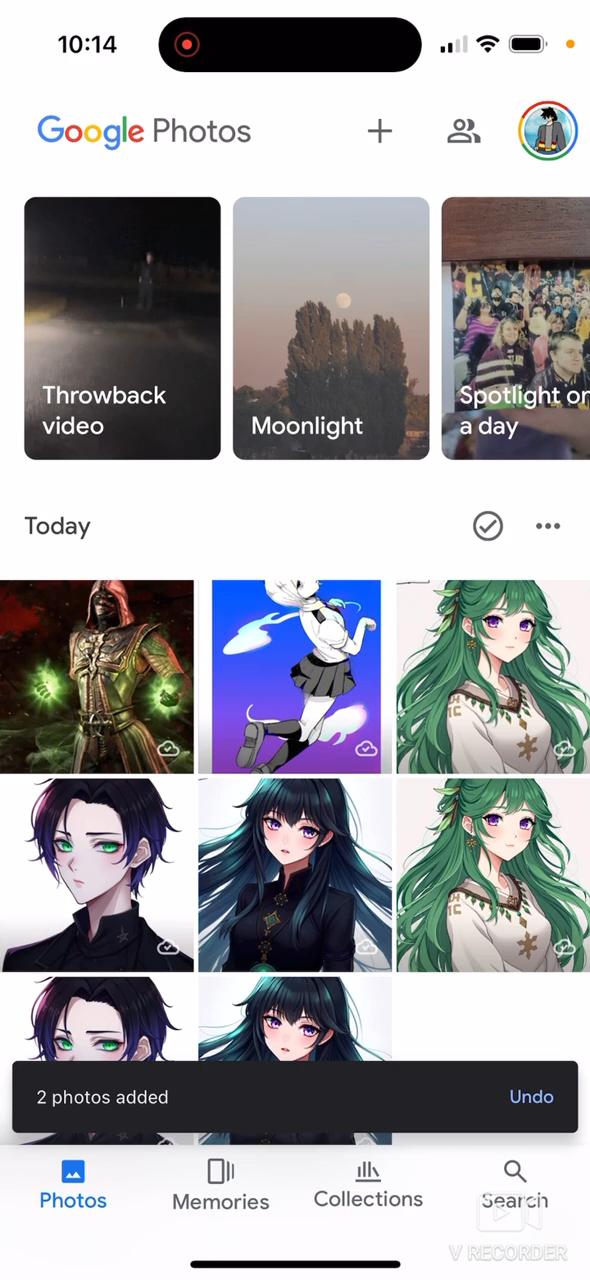 10:14
Google Photos
Throwback
video
Moonlight
Spotlight on
a day
Today
2 photos added
Undo
Photos
Memories
Collections
Search
V RECORDER